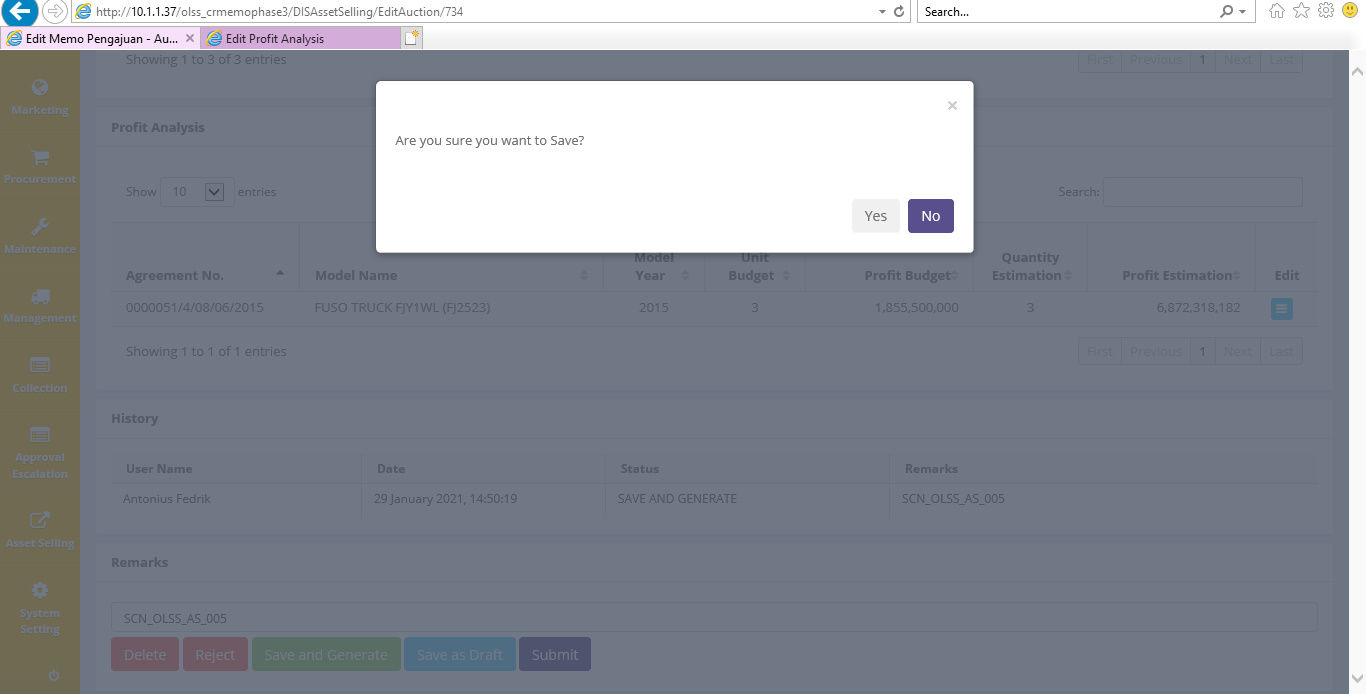 http://10.1.1.37/olss_crmemophase3/DISAssetSelling/EditAuction/734
Search...
Edit Memo Pengajuan - Au...
Edit Profit Analysis
Showing 1 to 3 of 3 entries
First Previous 1 Next Last
Marketing
Procurement
Maintenance
Management
Collection
Approval
Escalation
Asset Selling
System
Setting
×
Are you sure you want to Save?
Yes No
Profit Analysis
Show 10 entries
Search:
Agreement No. Model Name Model Year Unit Budget Profit Budget Quantity Estimation Profit Estimation Edit
0000051/4/08/06/2015 FUSO TRUCK FJY1WL (FJ2523) 2015 3 1,855,500,000 3 6,872,318,182
Showing 1 to 1 of 1 entries
First Previous 1 Next Last
History
User Name Date Status Remarks
Antonius Fedrik 29 January 2021, 14:50:19 SAVE AND GENERATE SCN_OLSS_AS_005
Remarks
SCN_OLSS_AS_005
Delete Reject Save and Generate Save as Draft Submit